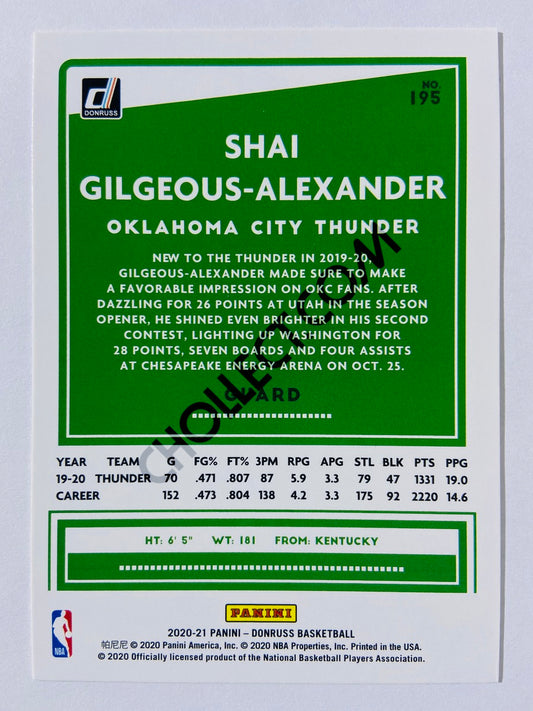 DONRUSS
NO.
195
SHAI
GILGEOUS-ALEXANDER
OKLAHOMA CITY THUNDER
NEW TO THE THUNDER IN 2019-20,
GILGEOUS-ALEXANDER MADE SURE TO MAKE
A FAVORABLE IMPRESSION ON OKC FANS. AFTER
DAZZLING FOR 26 POINTS AT UTAH IN THE SEASON
OPENER, HE SHINED EVEN BRIGHTER IN HIS SECOND
CONTEST, LIGHTING UP WASHINGTON FOR
28 POINTS, SEVEN BOARDS AND FOUR ASSISTS
AT CHESAPEAKE ENERGY ARENA ON OCT. 25.
GUARD
CHOLLECT.COM
YEAR TEAM G FG% FT% 3PM RPG APG STL BLK PTS PPG
19-20 THUNDER 70 .471 .807 87 5.9 3.3 79 47 1331 19.0
CAREER 152 .473 .804 138 4.2 3.3 175 92 2220 14.6
HT: 6' 5" WT: 181 FROM: KENTUCKY
PANINI
2020-21 PANINI – DONRUSS BASKETBALL
帕尼尼 © 2020 Panini America, Inc. © 2020 NBA Properties, Inc. Printed in the USA.
© 2020 Officially licensed product of the National Basketball Players Association.
NBA